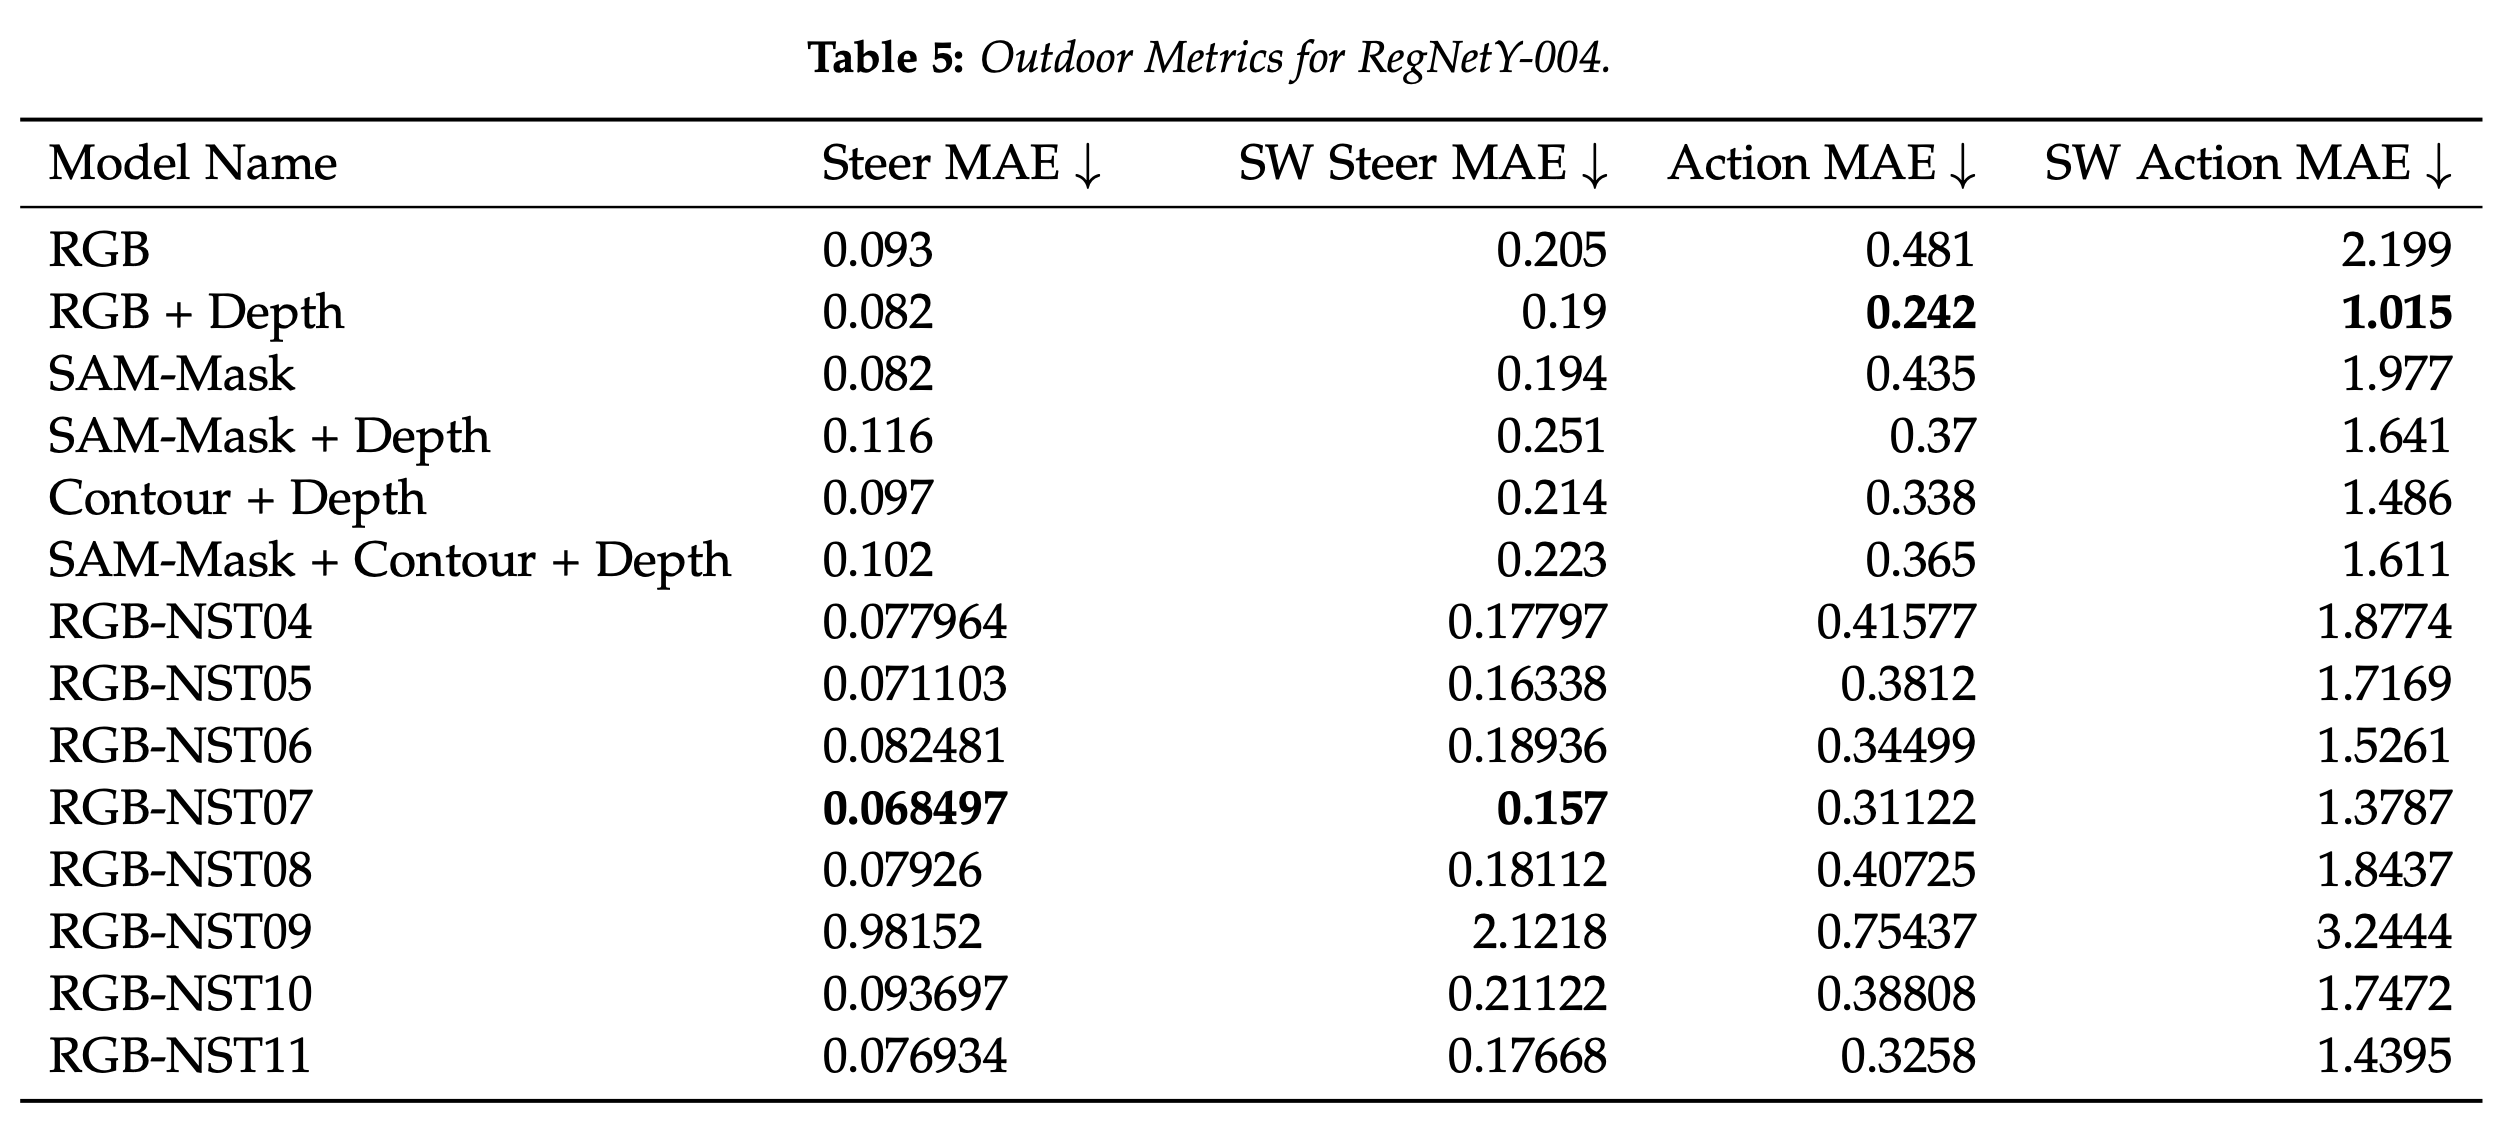 Table 5: Outdoor Metrics for RegNetY-004.
Model Name Steer MAE ↓ SW Steer MAE ↓ Action MAE ↓ SW Action MAE ↓
RGB 0.093 0.205 0.481 2.199
RGB + Depth 0.082 0.19 0.242 1.015
SAM-Mask 0.082 0.194 0.435 1.977
SAM-Mask + Depth 0.116 0.251 0.37 1.641
Contour + Depth 0.097 0.214 0.338 1.486
SAM-Mask + Contour + Depth 0.102 0.223 0.365 1.611
RGB-NST04 0.077964 0.17797 0.41577 1.8774
RGB-NST05 0.071103 0.16338 0.3812 1.7169
RGB-NST06 0.082481 0.18936 0.34499 1.5261
RGB-NST07 0.068497 0.157 0.31122 1.3787
RGB-NST08 0.07926 0.18112 0.40725 1.8437
RGB-NST09 0.98152 2.1218 0.75437 3.2444
RGB-NST10 0.093697 0.21122 0.38808 1.7472
RGB-NST11 0.076934 0.17668 0.3258 1.4395